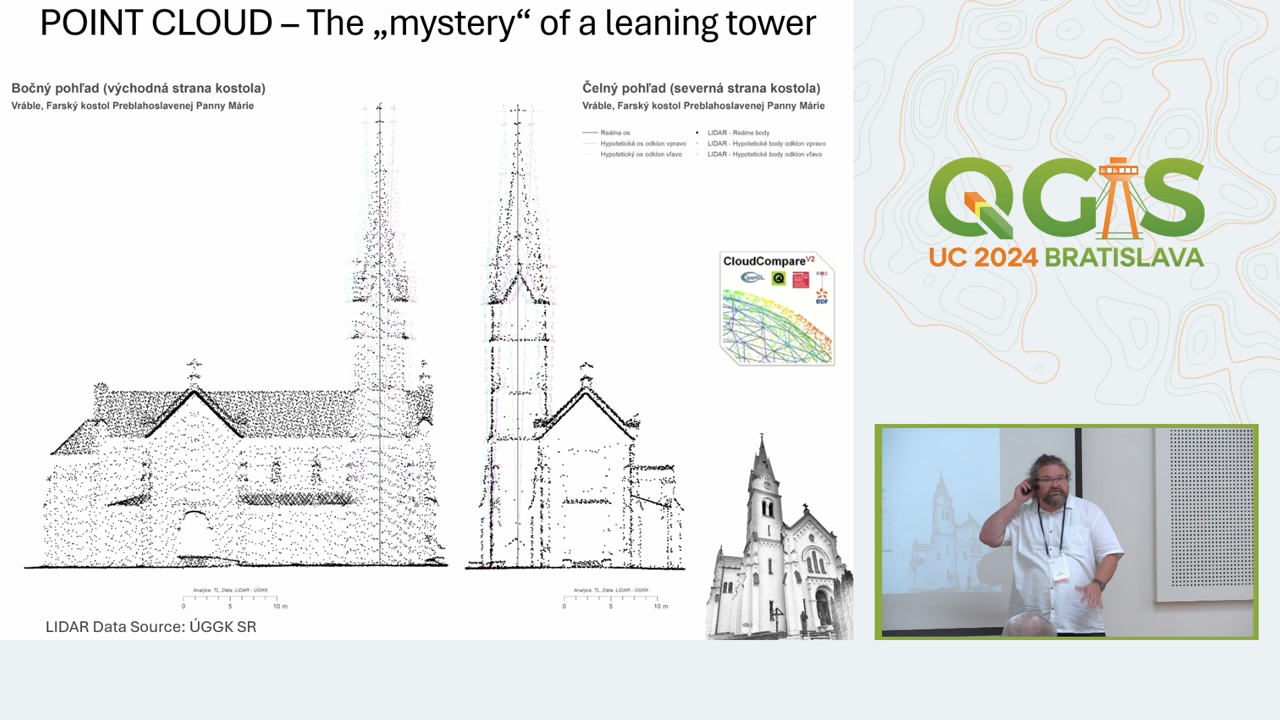 POINT CLOUD – The „mystery“ of a leaning tower
Bočný pohľad (východná strana kostola)
Vráble, Farský kostol Preblahoslavenej Panny Márie
Čelný pohľad (severná strana kostola)
Vráble, Farský kostol Preblahoslavenej Panny Márie
Reálna os
Hypotetická os odklon vpravo
Hypotetický os odklon vľavo
LIDAR - Reálne body
LIDAR - Hypotetické body odklon vpravo
LIDAR - Hypotetické body odklon vľavo
CloudCompare V2
OpenGL
EDF
Analýza: TL, Dáta: LIDAR - ÚGKK
0 5 10 m
Analýza: TL, Dáta: LIDAR - ÚGKK
0 5 10 m
LIDAR Data Source: ÚGGK SR
QGIS
UC 2024 BRATISLAVA